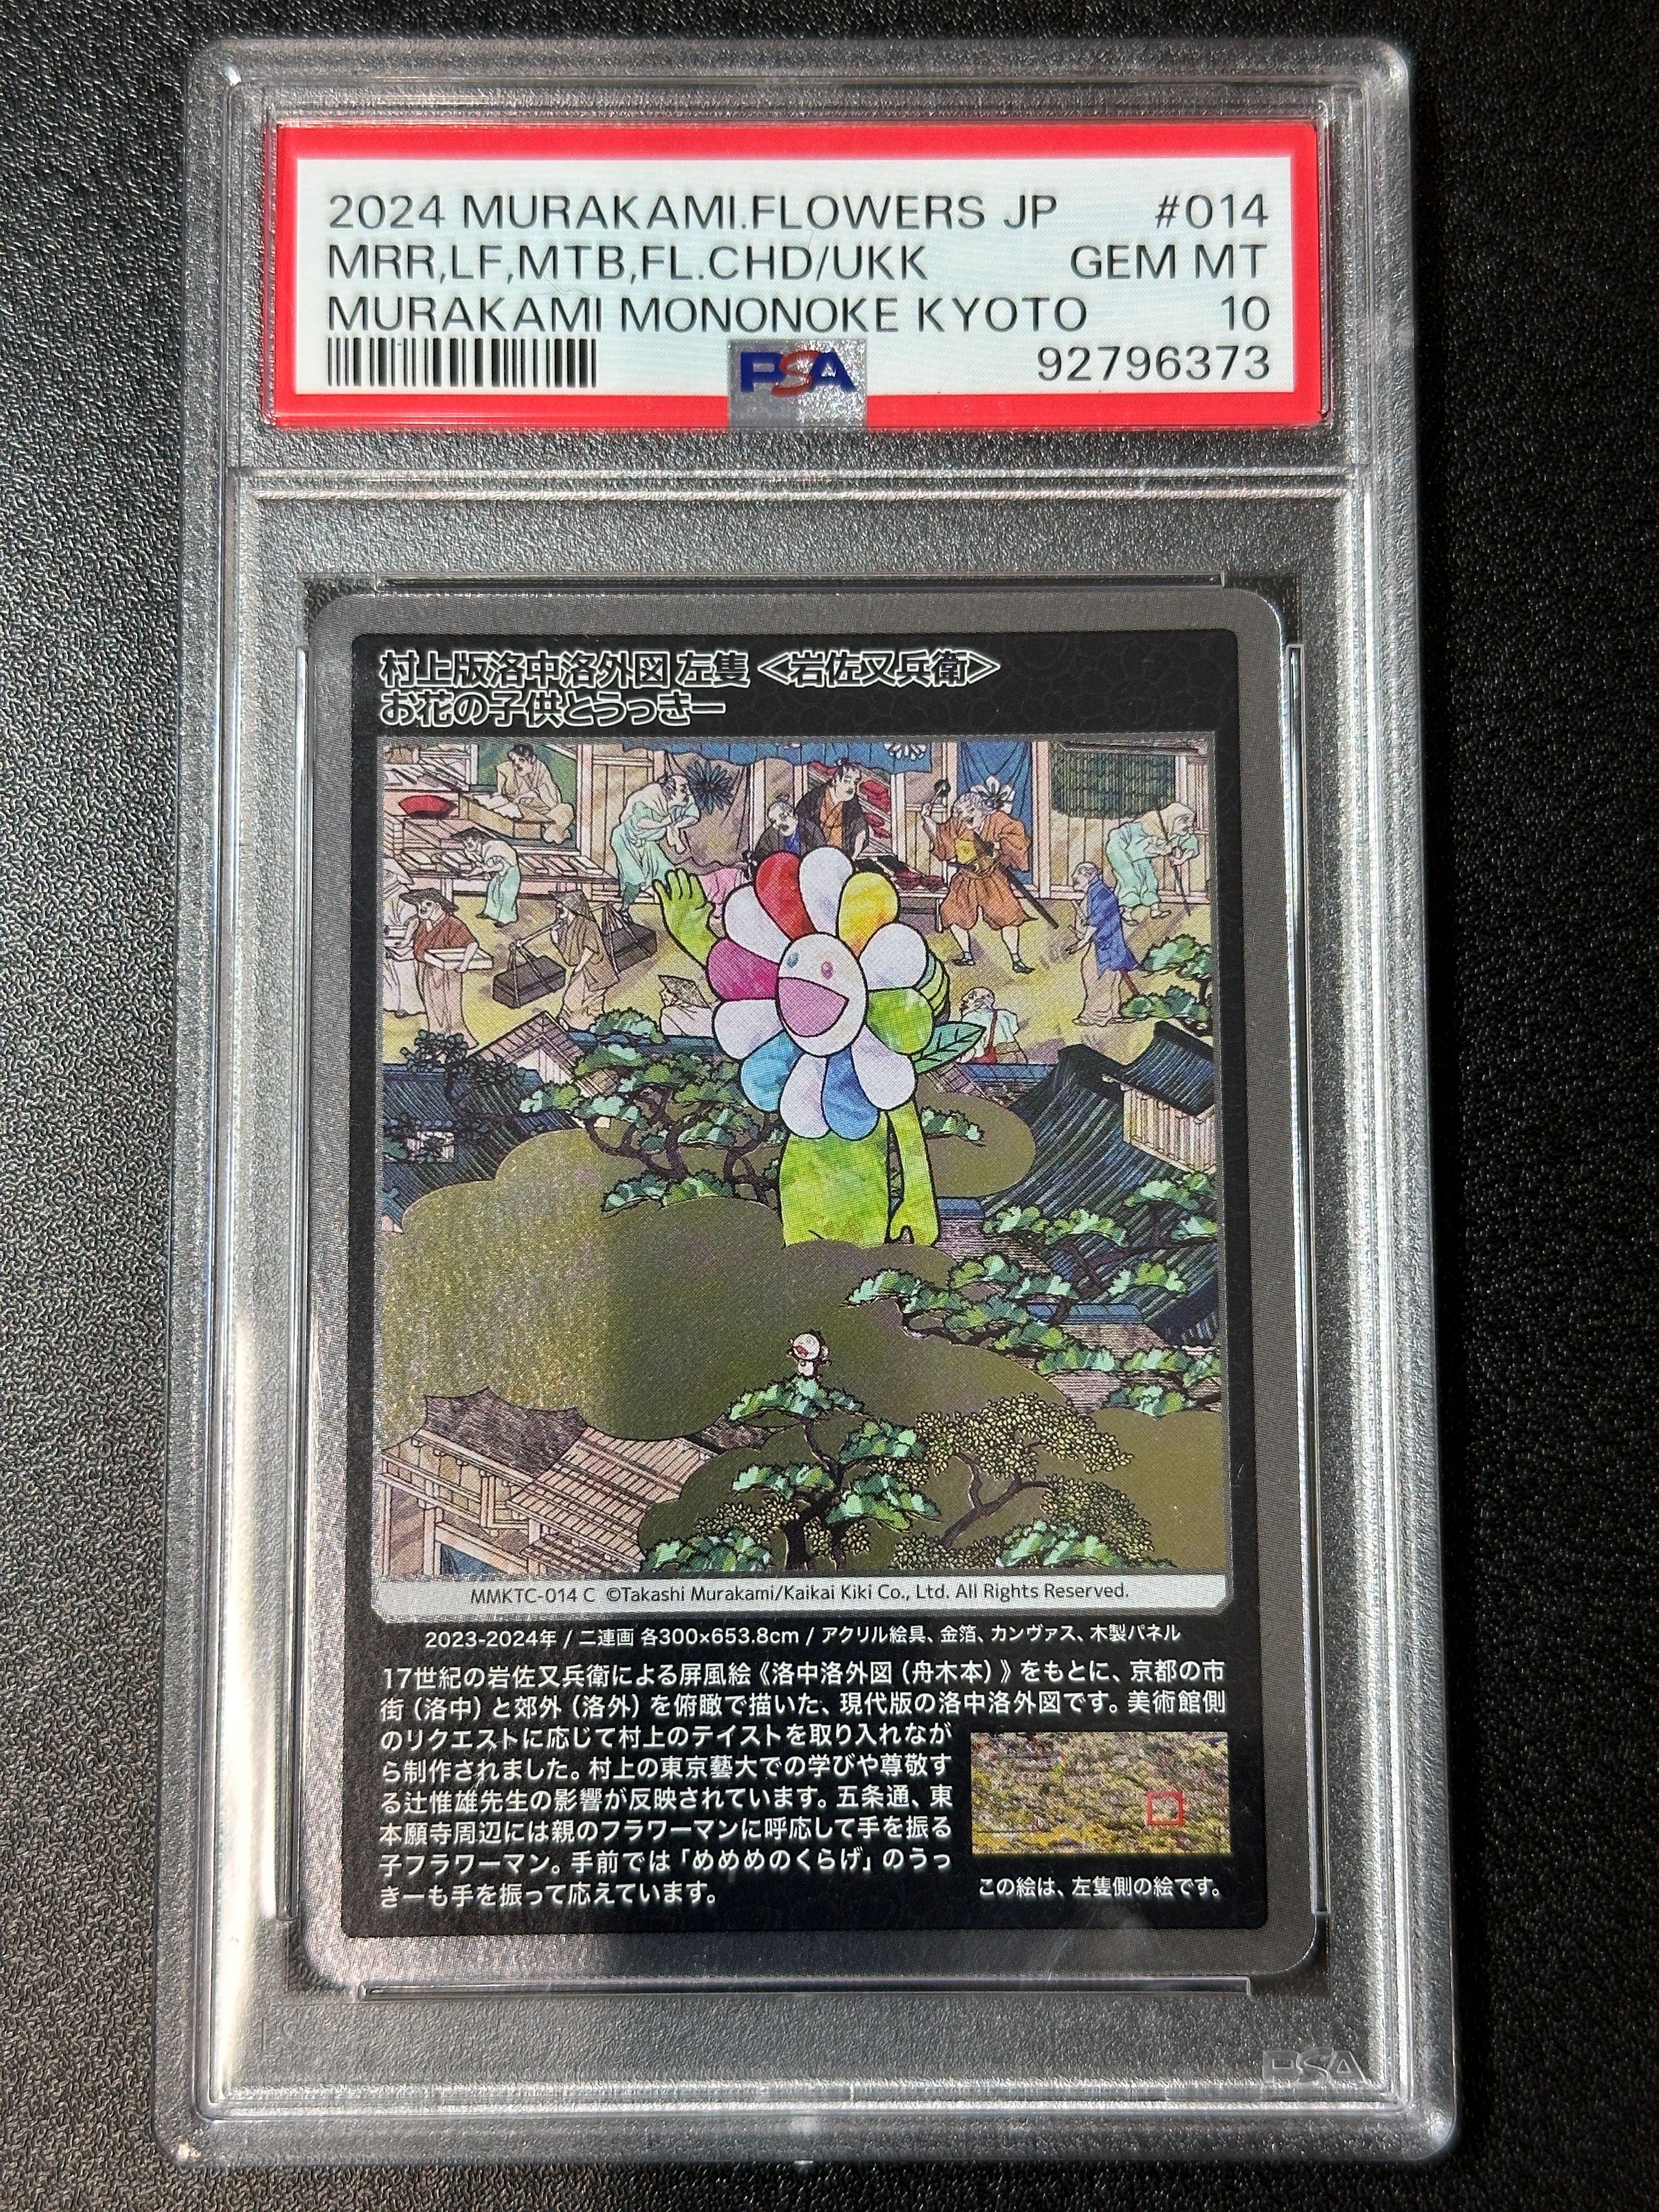 2024 MURAKAMI.FLOWERS JP #014
MRR,LF,MTB,FL.CHD/UKK GEM MT
MURAKAMI MONONOKE KYOTO 10
PSA 92796373
村上版洛中洛外図 左隻 <岩佐又兵衛>
お花の子供とうっきー
MMKTC-014 C ©Takashi Murakami/Kaikai Kiki Co., Ltd. All Rights Reserved.
2023-2024年 / 二連画 各300×653.8cm / アクリル絵具、金箔、カンヴァス、木製パネル
17世紀の岩佐又兵衛による屏風絵《洛中洛外図(舟木本)》をもとに、京都の市
街(洛中)と郊外(洛外)を俯瞰で描いた、現代版の洛中洛外図です。美術館側
のリクエストに応じて村上のテイストを取り入れなが
ら制作されました。村上の東京藝大での学びや尊敬す
る辻惟雄先生の影響が反映されています。五条通、東
本願寺周辺には親のフラワーマンに呼応して手を振る
子フラワーマン。手前では「めめめのくらげ」のうっ
きーも手を振って応えています。
この絵は、左隻側の絵です。
PSA